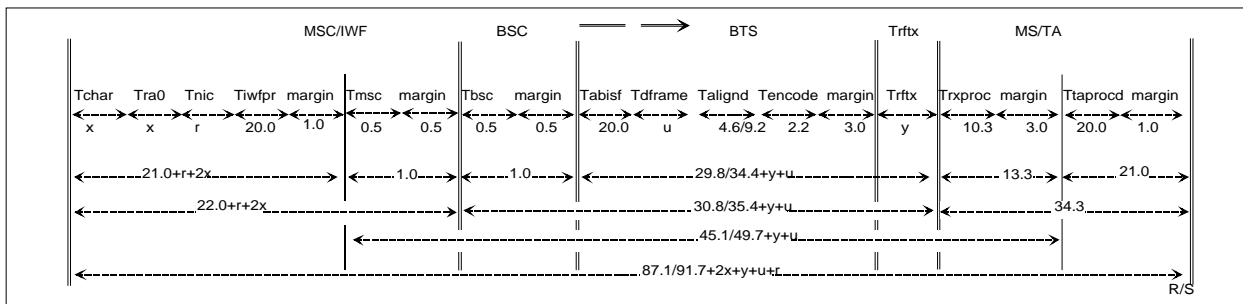 MSC/IWF BSC BTS Trftx MS/TA
Tchar Tra0 Tnic Tiwfpr margin Tmsc margin Tbsc margin Tabisf Tdframe Talignd Tencode margin Trftx Trxproc margin Ttaprocd margin
x x r 20.0 1.0 0.5 0.5 0.5 0.5 20.0 u 4.6/9.2 2.2 3.0 y 10.3 3.0 20.0 1.0
21.0+r+2x 1.0 1.0 29.8/34.4+y+u 13.3 21.0
22.0+r+2x 30.8/35.4+y+u 34.3
45.1/49.7+y+u
87.1/91.7+2x+y+u+r
R/S